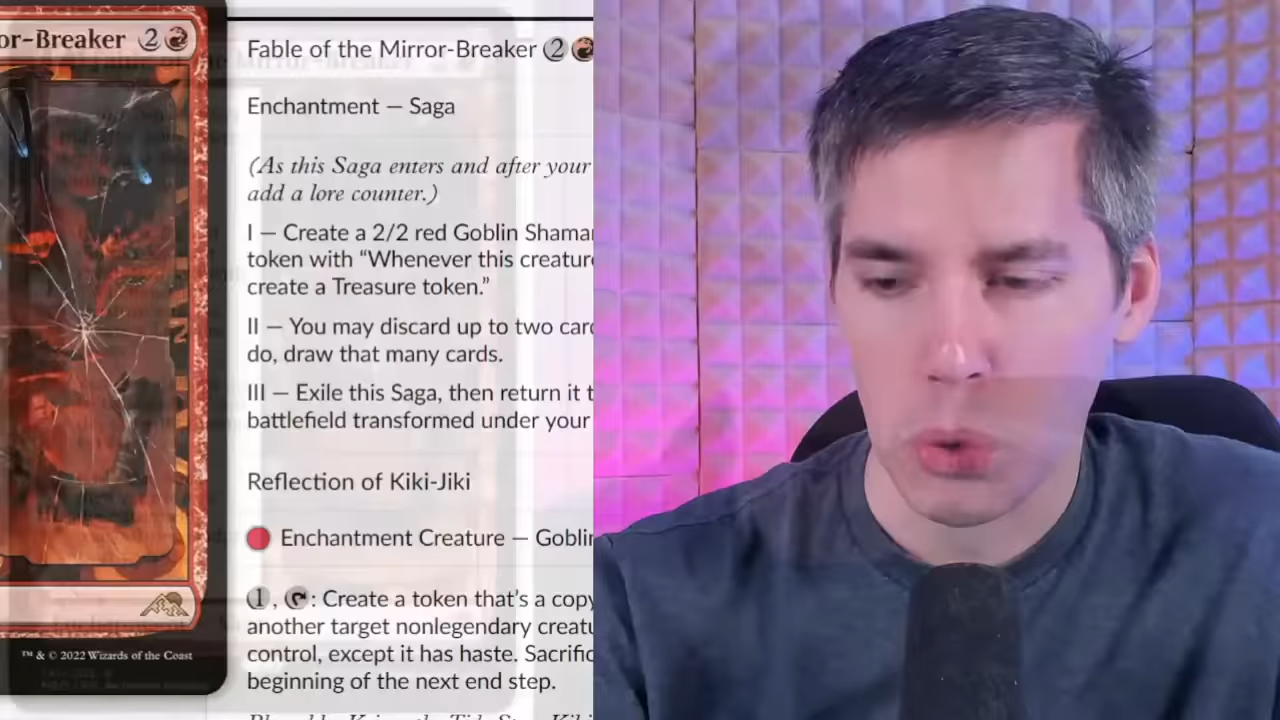 or-Breaker 2
Fable of the Mirror-Breaker 2
Enchantment — Saga
(As this Saga enters and after your
add a lore counter.)
I — Create a 2/2 red Goblin Shama
token with “Whenever this creatur
create a Treasure token.”
II — You may discard up to two car
do, draw that many cards.
III — Exile this Saga, then return it t
battlefield transformed under your
Reflection of Kiki-Jiki
Enchantment Creature — Goblin
1, : Create a token that’s a copy
another target nonlegendary creatu
control, except it has haste. Sacrific
beginning of the next end step.
™ & © 2022 Wizards of the Coast